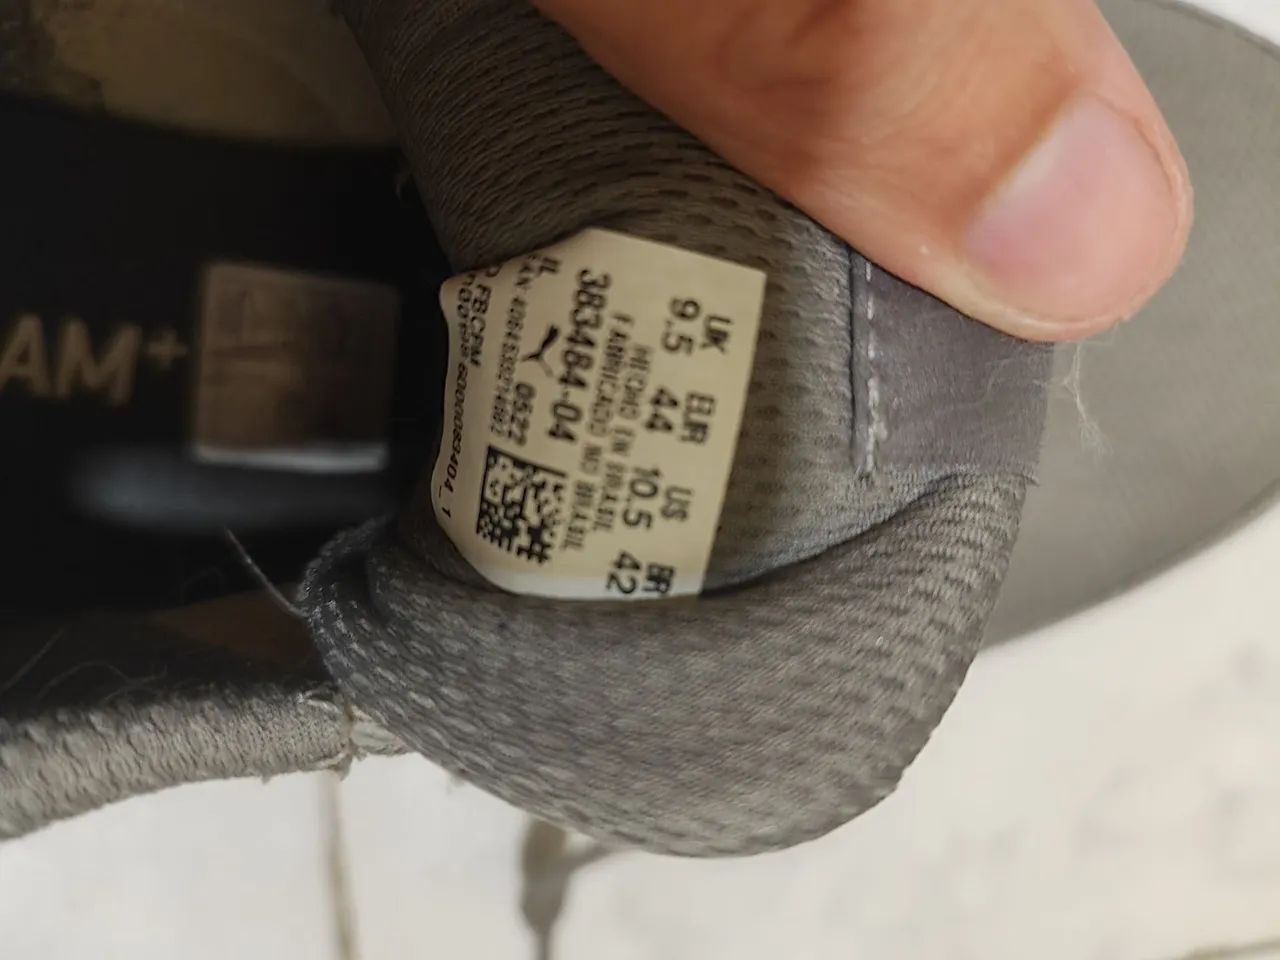 UK EUR US BR
9.5 44 10.5 42
HECHO EN BRASIL
FABRICADO NO BRASIL
383484-04
0522
FBCPM
AM+